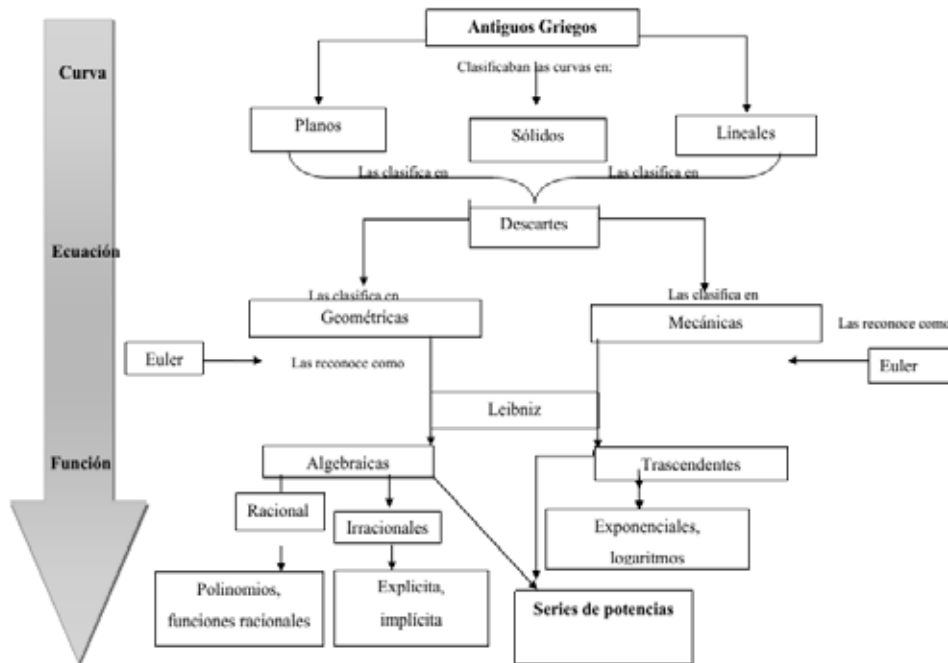 Antiguos Griegos
Curva
Clasificaban las curvas en:
Planos
Sólidos
Lineales
Las clasifica en
Las clasifica en
Descartes
Ecuación
Las clasifica en
Las clasifica en
Geométricas
Mecánicas
Las reconoce como
Euler
Las reconoce como
Euler
Leibniz
Función
Algebraícas
Trascendentes
Racional
Irracionales
Exponenciales,
logaritmos
Polinomios,
funciones racionales
Explícita,
implícita
Series de potencias